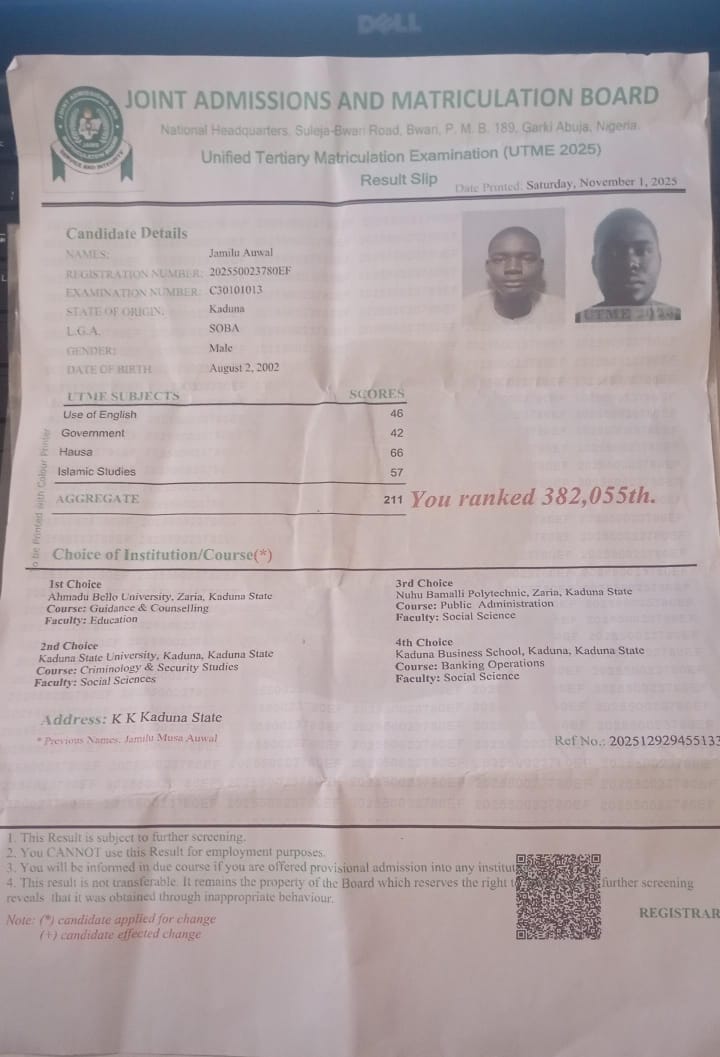 DELL
JOINT ADMISSIONS AND MATRICULATION BOARD
National Headquarters, Suleja-Bwari Road, Bwari, P. M. B. 189, Garki Abuja, Nigeria.
Unified Tertiary Matriculation Examination (UTME 2025)
Result Slip
Date Printed: Saturday, November 1, 2025
Candidate Details
NAMES: Jamilu Auwal
REGISTRATION NUMBER: 202550023780EF
EXAMINATION NUMBER: C30101013
STATE OF ORIGIN: Kaduna
L.G.A. SOBA
GENDER: Male
DATE OF BIRTH August 2, 2002
UTME SUBJECTS SCORES
Use of English 46
Government 42
Hausa 66
Islamic Studies 57
AGGREGATE 211 You ranked 382,055th.
to be Printed with Colour Printer
Choice of Institution/Course(*)
1st Choice
Ahmadu Bello University, Zaria, Kaduna State
Course: Guidance & Counselling
Faculty: Education
2nd Choice
Kaduna State University, Kaduna, Kaduna State
Course: Criminology & Security Studies
Faculty: Social Sciences
3rd Choice
Nuhu Bamalli Polytechnic, Zaria, Kaduna State
Course: Public Administration
Faculty: Social Science
4th Choice
Kaduna Business School, Kaduna, Kaduna State
Course: Banking Operations
Faculty: Social Science
Address: K K Kaduna State
* Previous Names: Jamilu Musa Auwal
Ref No.: 202512929455133
1. This Result is subject to further screening.
2. You CANNOT use this Result for employment purposes.
3. You will be informed in due course if you are offered provisional admission into any
4. This result is not transferable. It remains the property of the Board which reserves the right further screening
reveals that it was obtained through inappropriate behaviour.
Note: (*) candidate applied for change
(+) candidate effected change
REGISTRAR